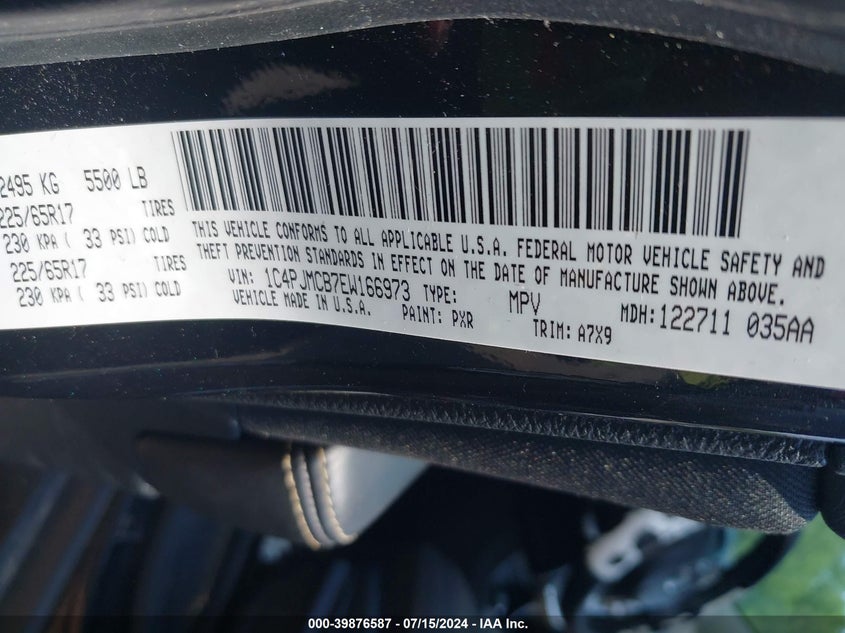 2495 KG 5500 LB
225/65R17 TIRES
230 KPA ( 33 PSI) COLD
225/65R17 TIRES
230 KPA ( 33 PSI) COLD
THIS VEHICLE CONFORMS TO ALL APPLICABLE U.S.A. FEDERAL MOTOR VEHICLE SAFETY AND
THEFT PREVENTION STANDARDS IN EFFECT ON THE DATE OF MANUFACTURE SHOWN ABOVE.
VIN: 1C4PJMCB7EW166973 TYPE: MPV MDH:122711 035AA
VEHICLE MADE IN U.S.A. PAINT: PXR TRIM: A7X9
000-39876587 - 07/15/2024 - IAA Inc.